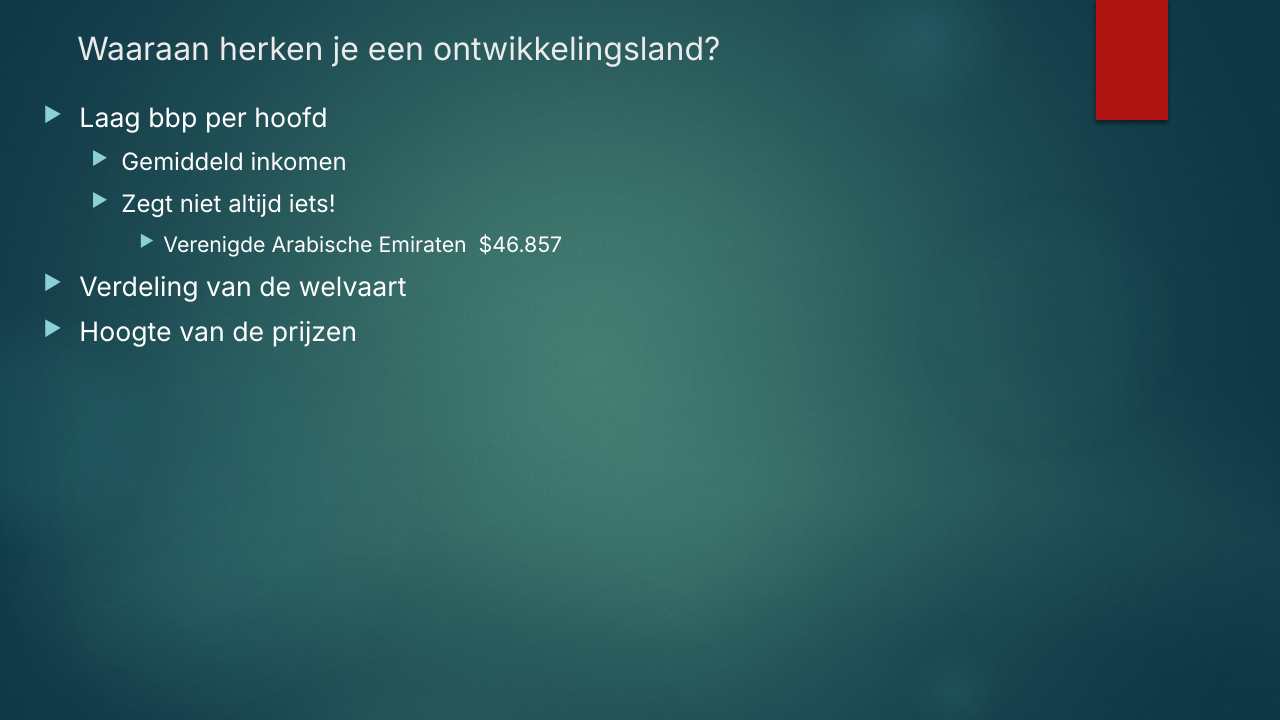 Waaraan herken je een ontwikkelingsland?
Laag bbp per hoofd
Gemiddeld inkomen
Zegt niet altijd iets!
Verenigde Arabische Emiraten  $46.857
Verdeling van de welvaart
Hoogte van de prijzen